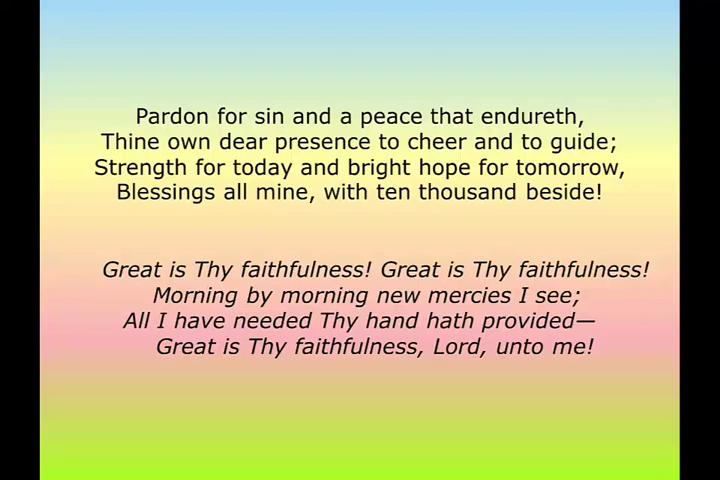 Pardon for sin and a peace that endureth,
Thine own dear presence to cheer and to guide;
Strength for today and bright hope for tomorrow,
Blessings all mine, with ten thousand beside!
Great is Thy faithfulness! Great is Thy faithfulness!
Morning by morning new mercies I see;
All I have needed Thy hand hath provided—
Great is Thy faithfulness, Lord, unto me!